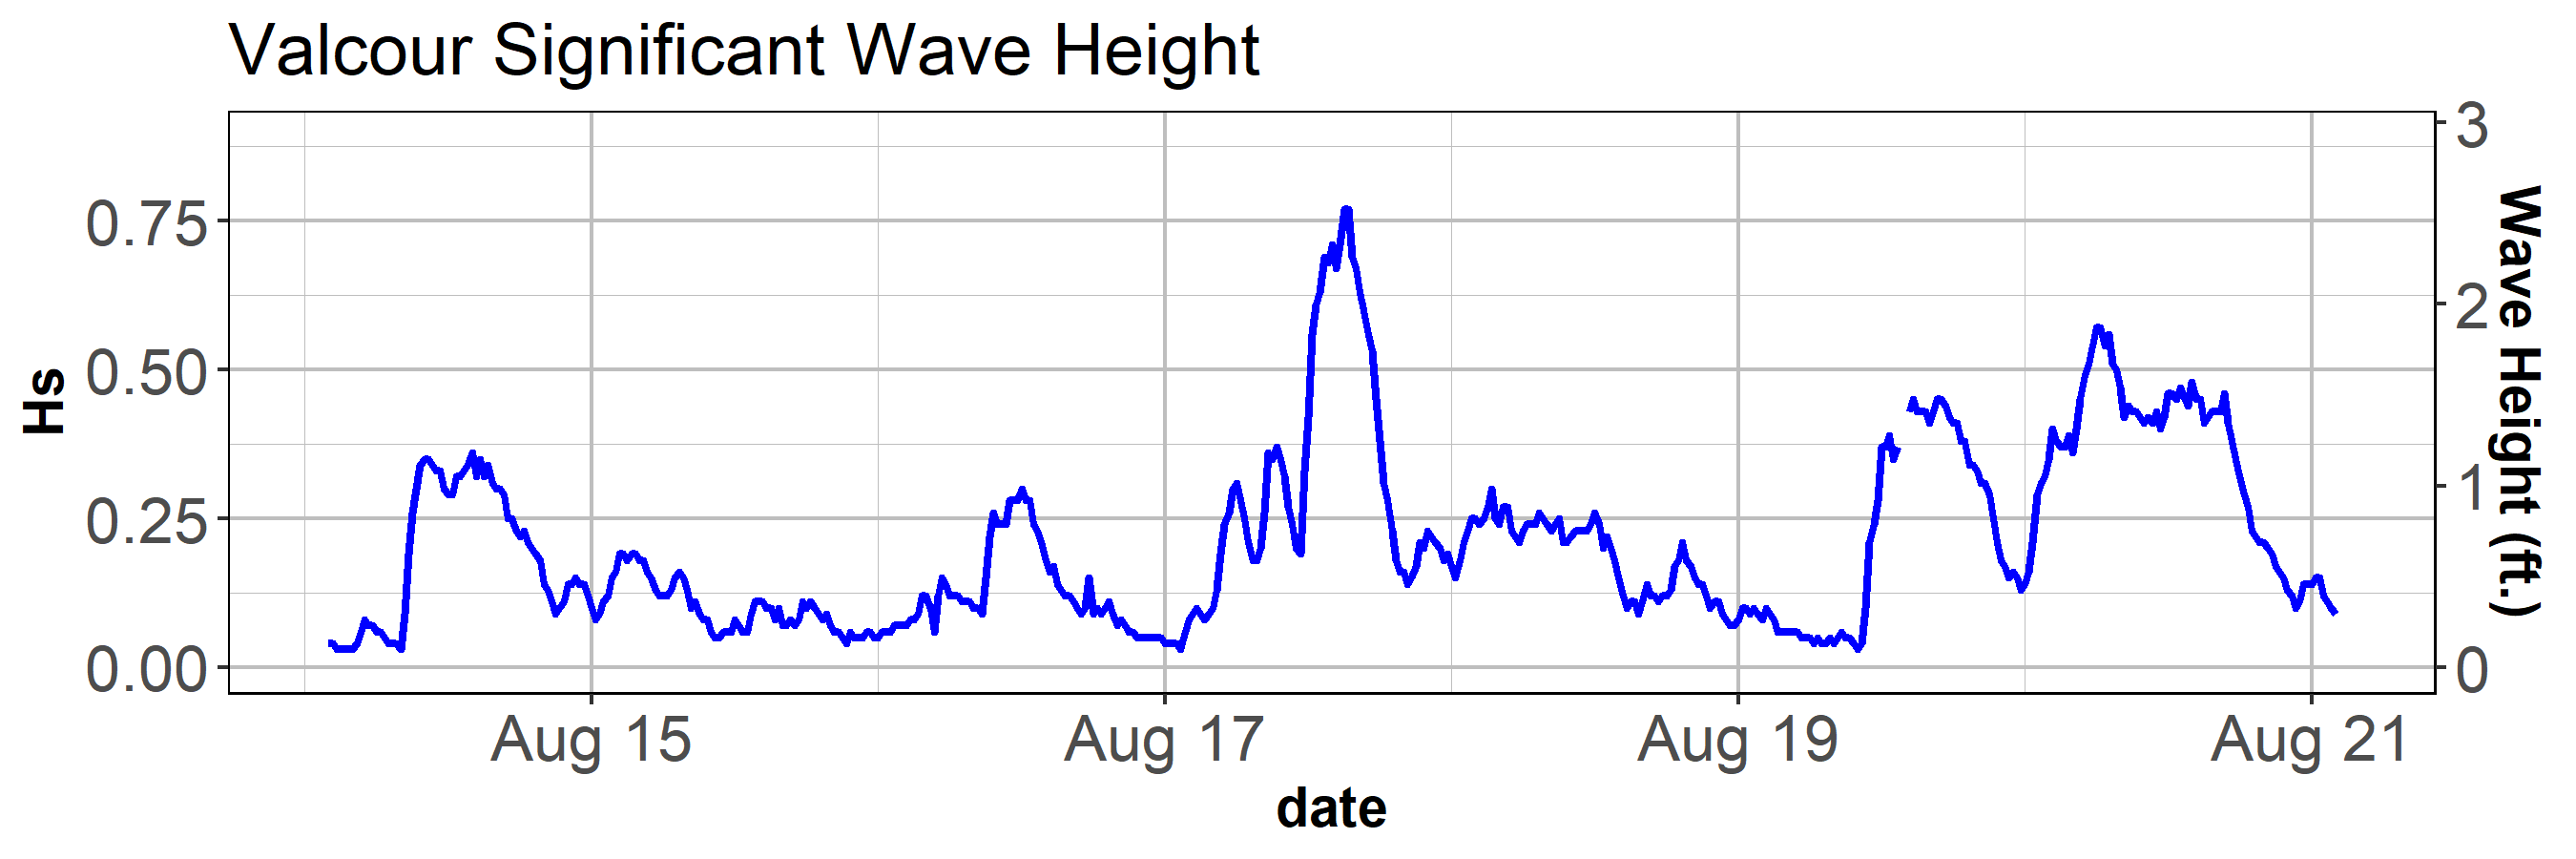 Valcour Significant Wave Height
Hs
0.75
0.50
0.25
0.00
3
2
1
0
Wave Height (ft.)
Aug 15
Aug 17
Aug 19
Aug 21
date